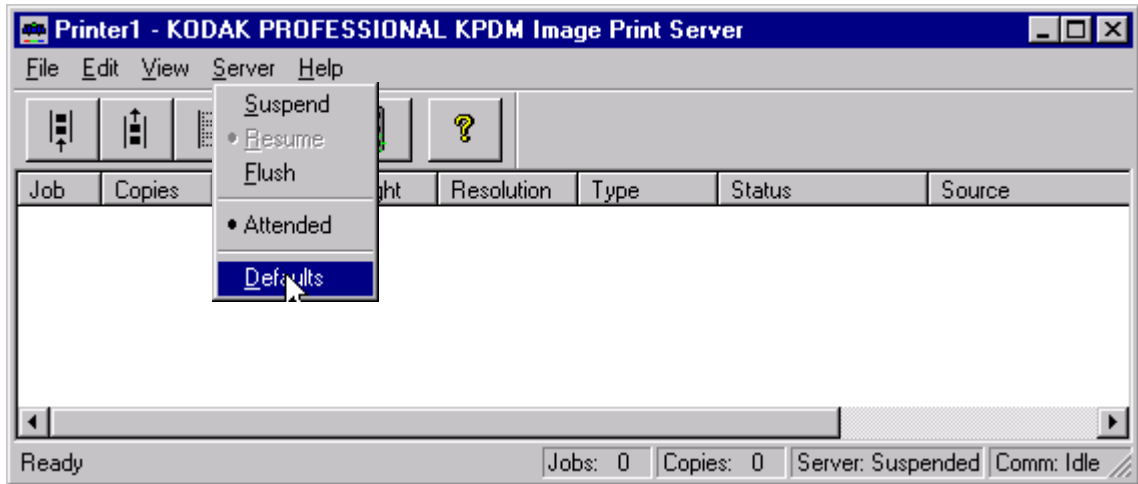 Printer1 - KODAK PROFESSIONAL KPDM Image Print Server
File Edit View Server Help
Suspend
Resume
Flush
Attended
Defaults
Job Copies ght Resolution Type Status Source
Ready Jobs: 0 Copies: 0 Server: Suspended Comm: Idle